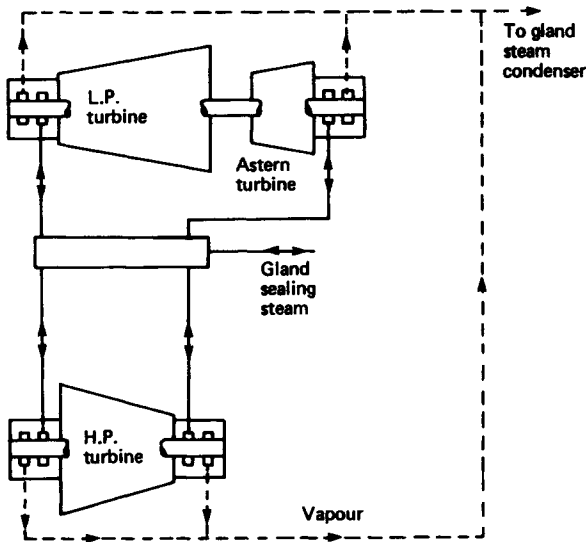 To gland
steam
condenser
L.P.
turbine
Astern
turbine
Gland
sealing
steam
H.P.
turbine
Vapour